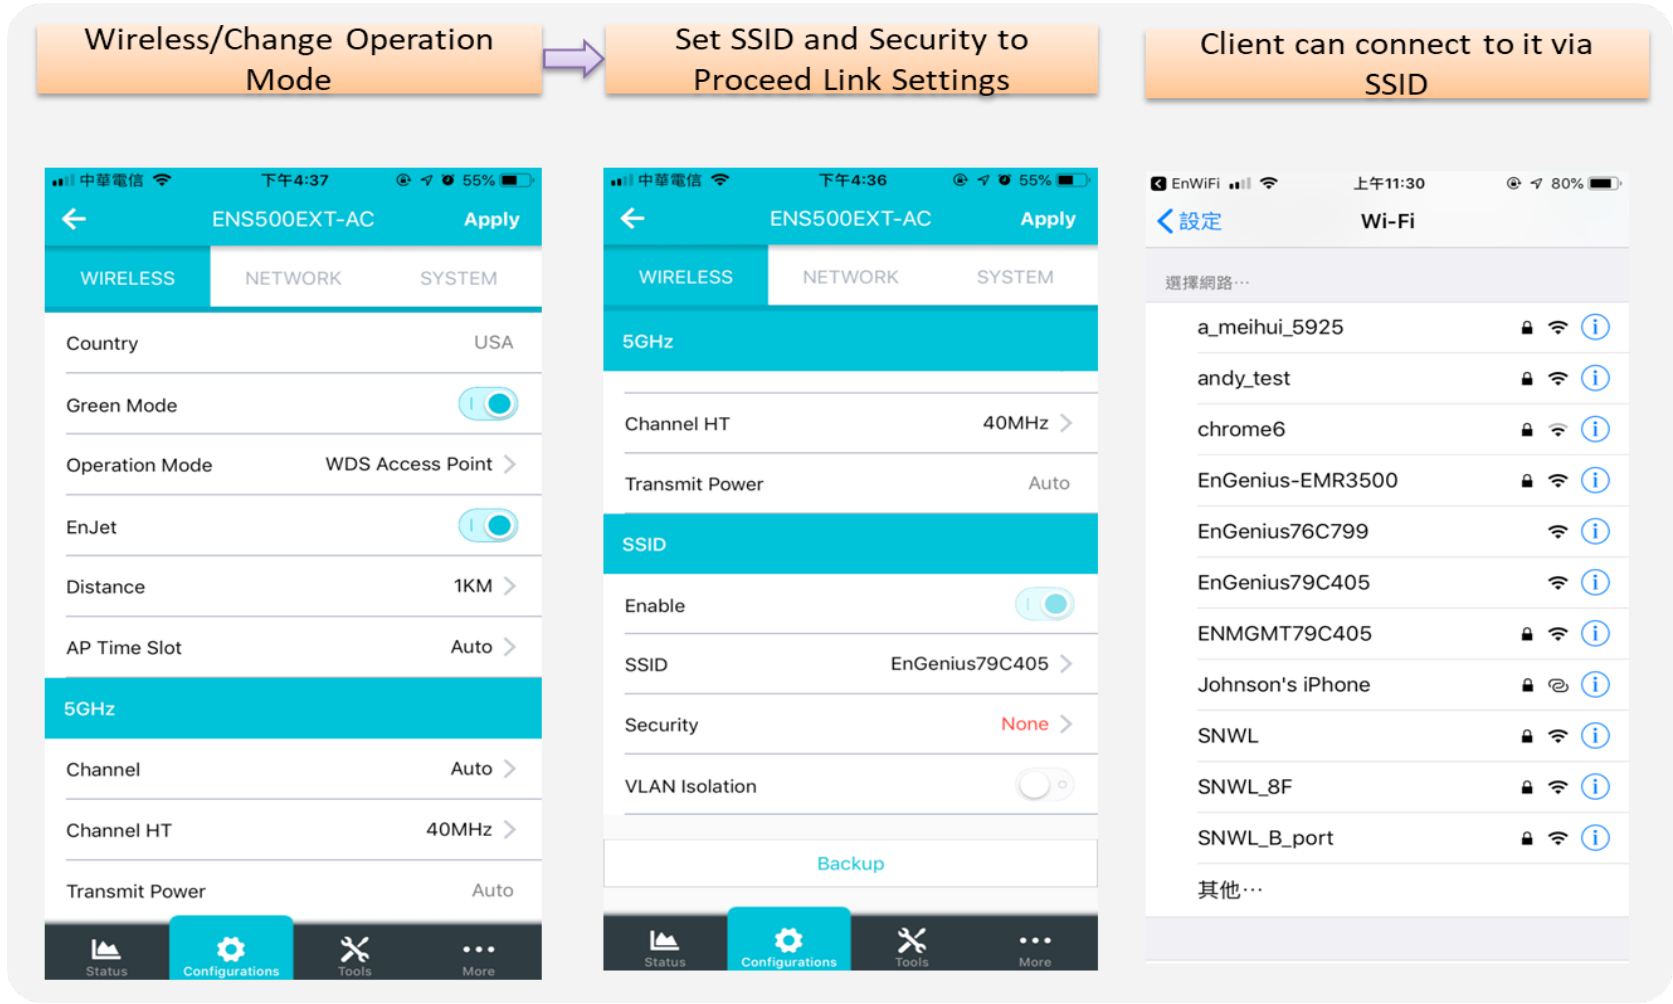 Wireless/Change Operation
Mode
Set SSID and Security to
Proceed Link Settings
Client can connect to it via
SSID
中華電信 下午4:37 55%
ENS500EXT-AC Apply
WIRELESS NETWORK SYSTEM
Country USA
Green Mode
Operation Mode WDS Access Point
EnJet
Distance 1KM
AP Time Slot Auto
5GHz
Channel Auto
Channel HT 40MHz
Transmit Power Auto
Status Configurations Tools More
中華電信 下午4:36 55%
ENS500EXT-AC Apply
WIRELESS NETWORK SYSTEM
5GHz
Channel HT 40MHz
Transmit Power Auto
SSID
Enable
SSID EnGenius79C405
Security None
VLAN Isolation
Backup
Status Configurations Tools More
EnWiFi 上午11:30 80%
設定 Wi-Fi
選擇網路⋯
a_meihui_5925
andy_test
chrome6
EnGenius-EMR3500
EnGenius76C799
EnGenius79C405
ENMGMT79C405
Johnson's iPhone
SNWL
SNWL_8F
SNWL_B_port
其他⋯